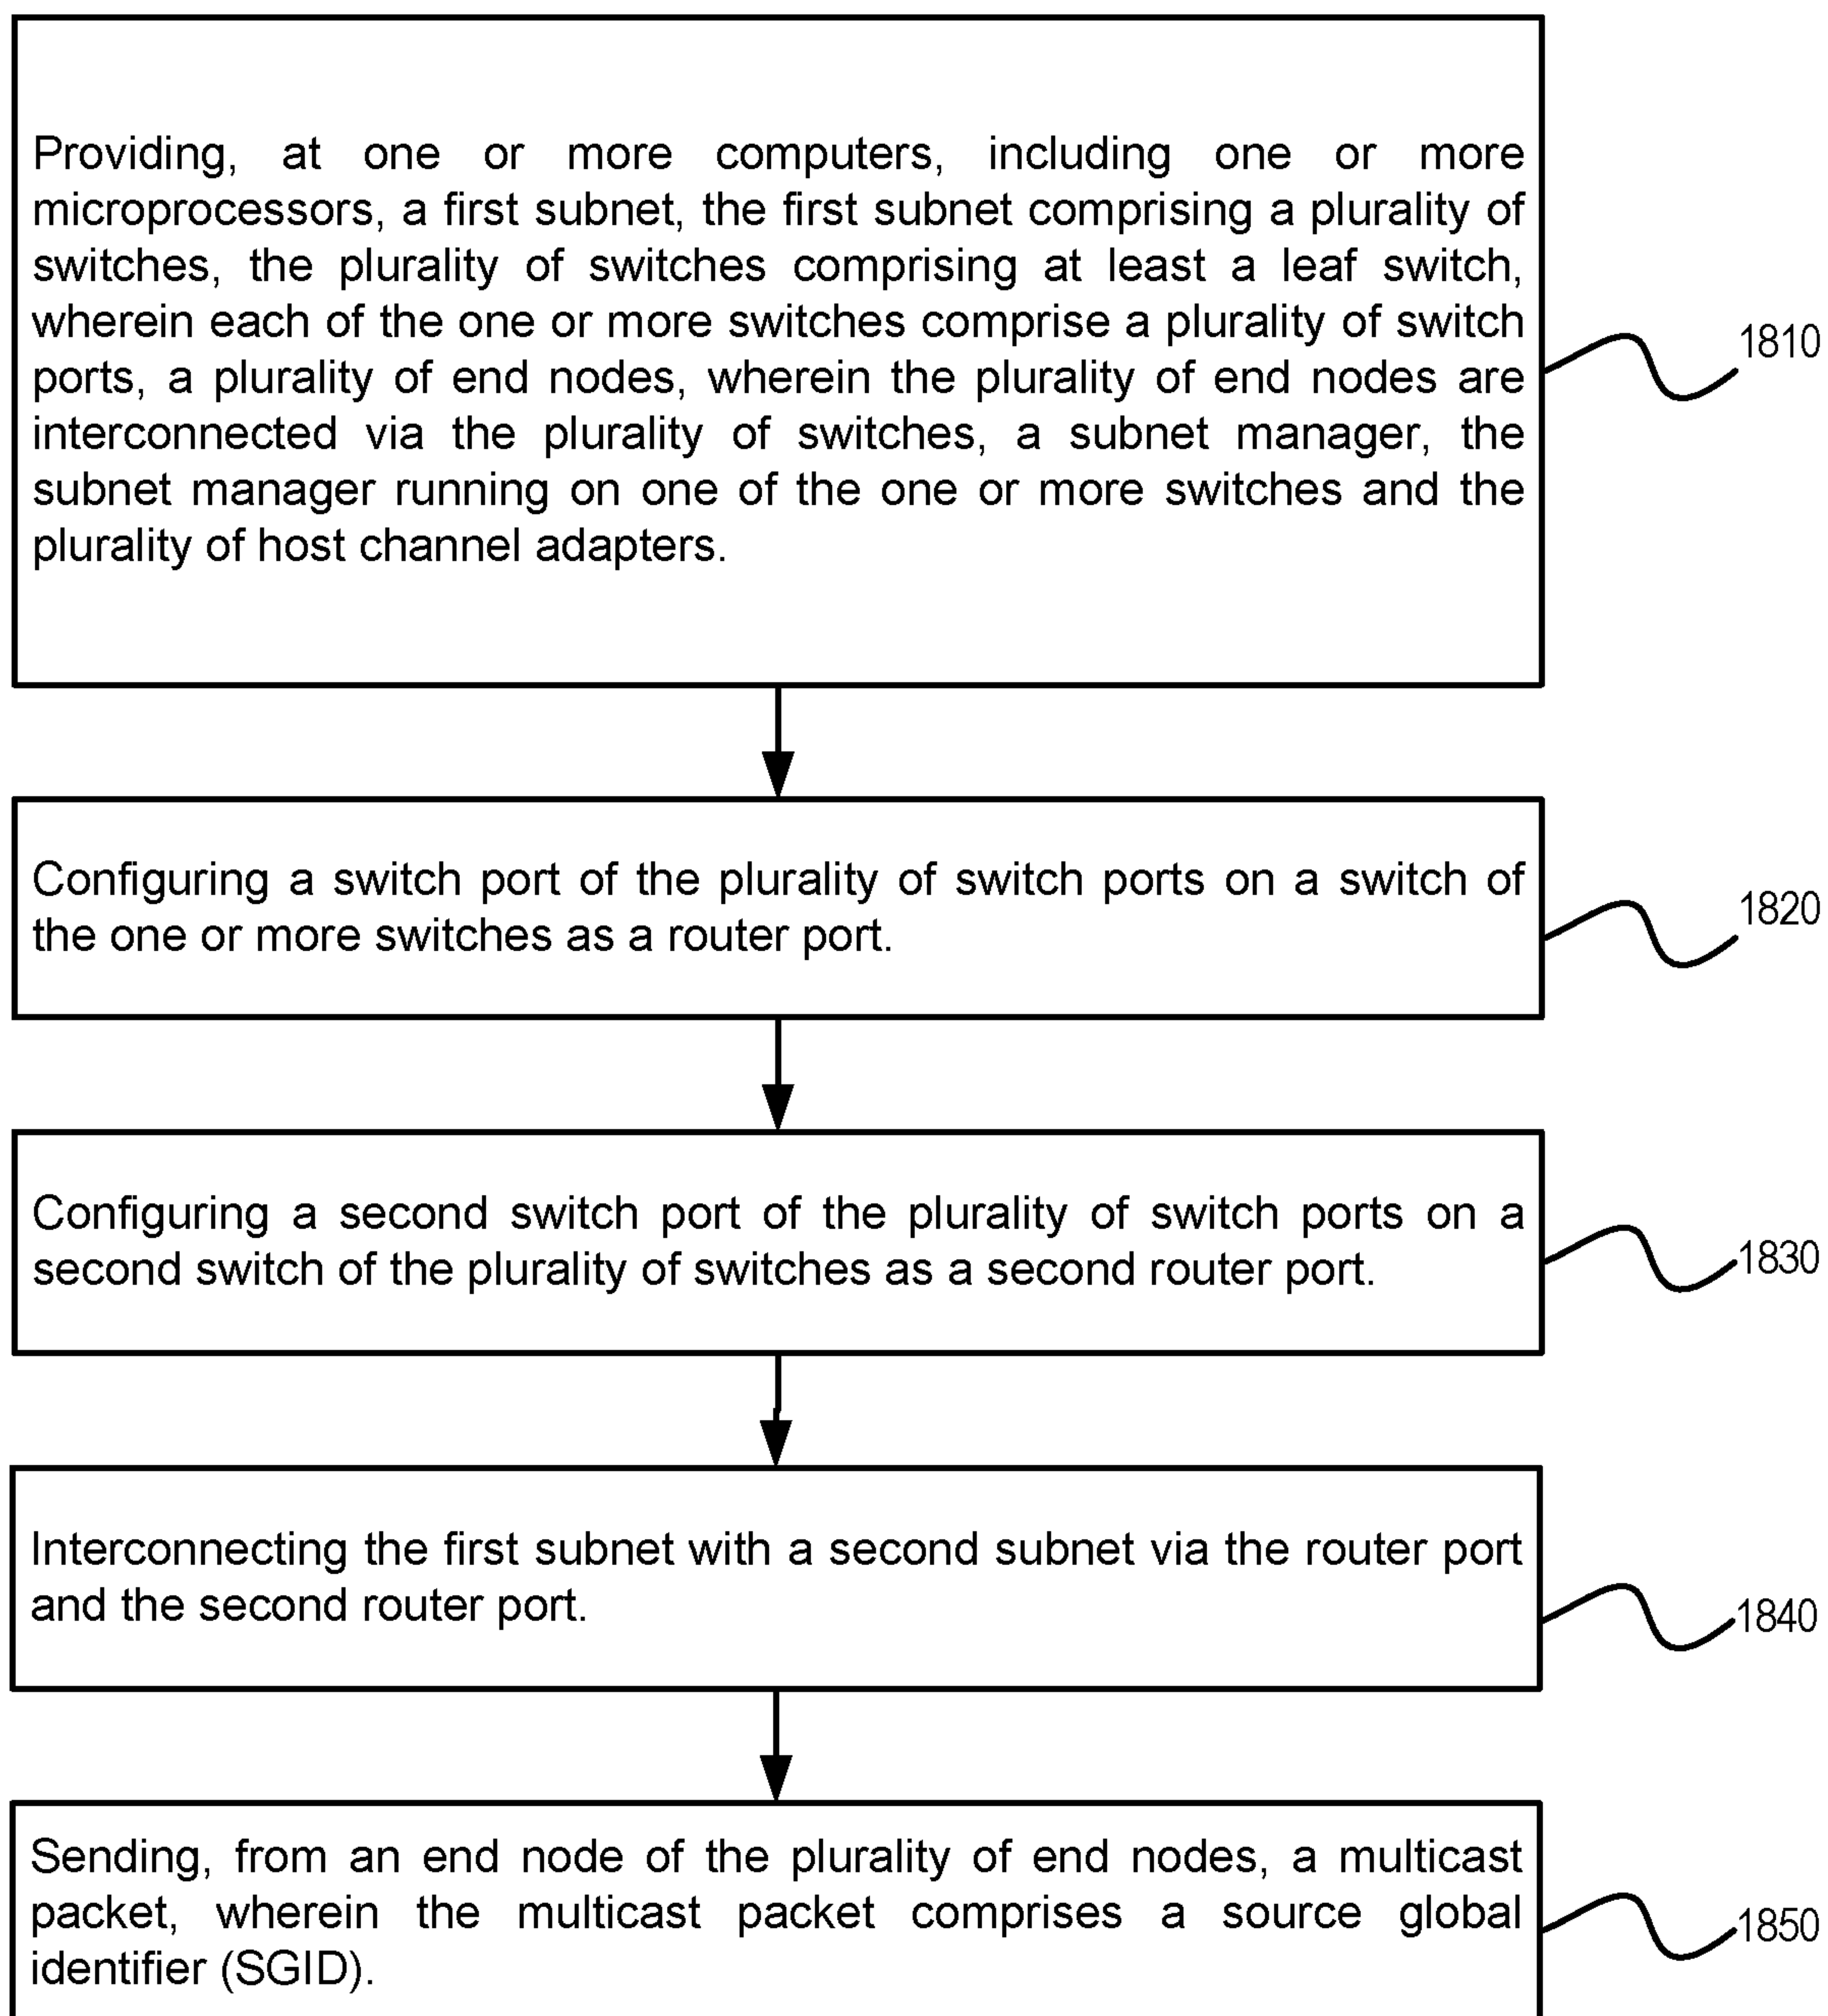 Providing, at one or more computers, including one or more
microprocessors, a first subnet, the first subnet comprising a plurality of
switches, the plurality of switches comprising at least a leaf switch,
wherein each of the one or more switches comprise a plurality of switch
ports, a plurality of end nodes, wherein the plurality of end nodes are
interconnected via the plurality of switches, a subnet manager, the
subnet manager running on one of the one or more switches and the
plurality of host channel adapters.
1810
Configuring a switch port of the plurality of switch ports on a switch of
the one or more switches as a router port.
1820
Configuring a second switch port of the plurality of switch ports on a
second switch of the plurality of switches as a second router port.
1830
Interconnecting the first subnet with a second subnet via the router port
and the second router port.
1840
Sending, from an end node of the plurality of end nodes, a multicast
packet, wherein the multicast packet comprises a source global
identifier (SGID).
1850